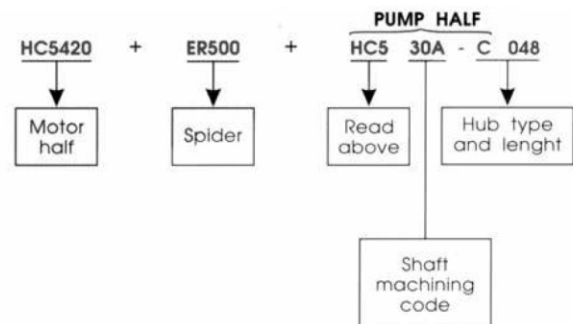 PUMP HALF
HC5420 + ER500 + HC5 30A - C 048
Motor half
Spider
Read above
Hub type and lenght
Shaft machining code